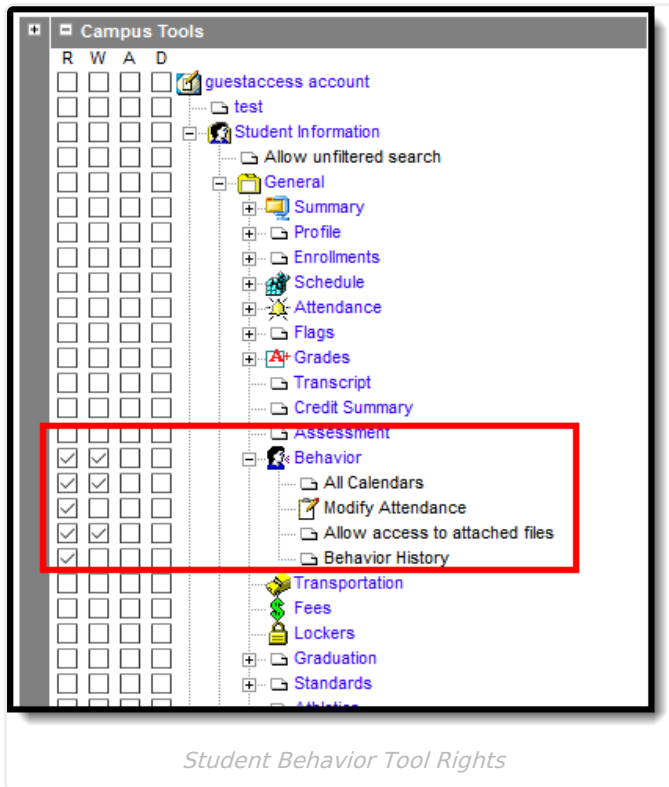 Campus Tools
R W A D
guestaccess account
test
Student Information
Allow unfiltered search
General
Summary
Profile
Enrollments
Schedule
Attendance
Flags
A+ Grades
Transcript
Credit Summary
Assessment
Behavior
All Calendars
Modify Attendance
Allow access to attached files
Behavior History
Transportation
$ Fees
Lockers
Graduation
Standards
Athletics
Student Behavior Tool Rights